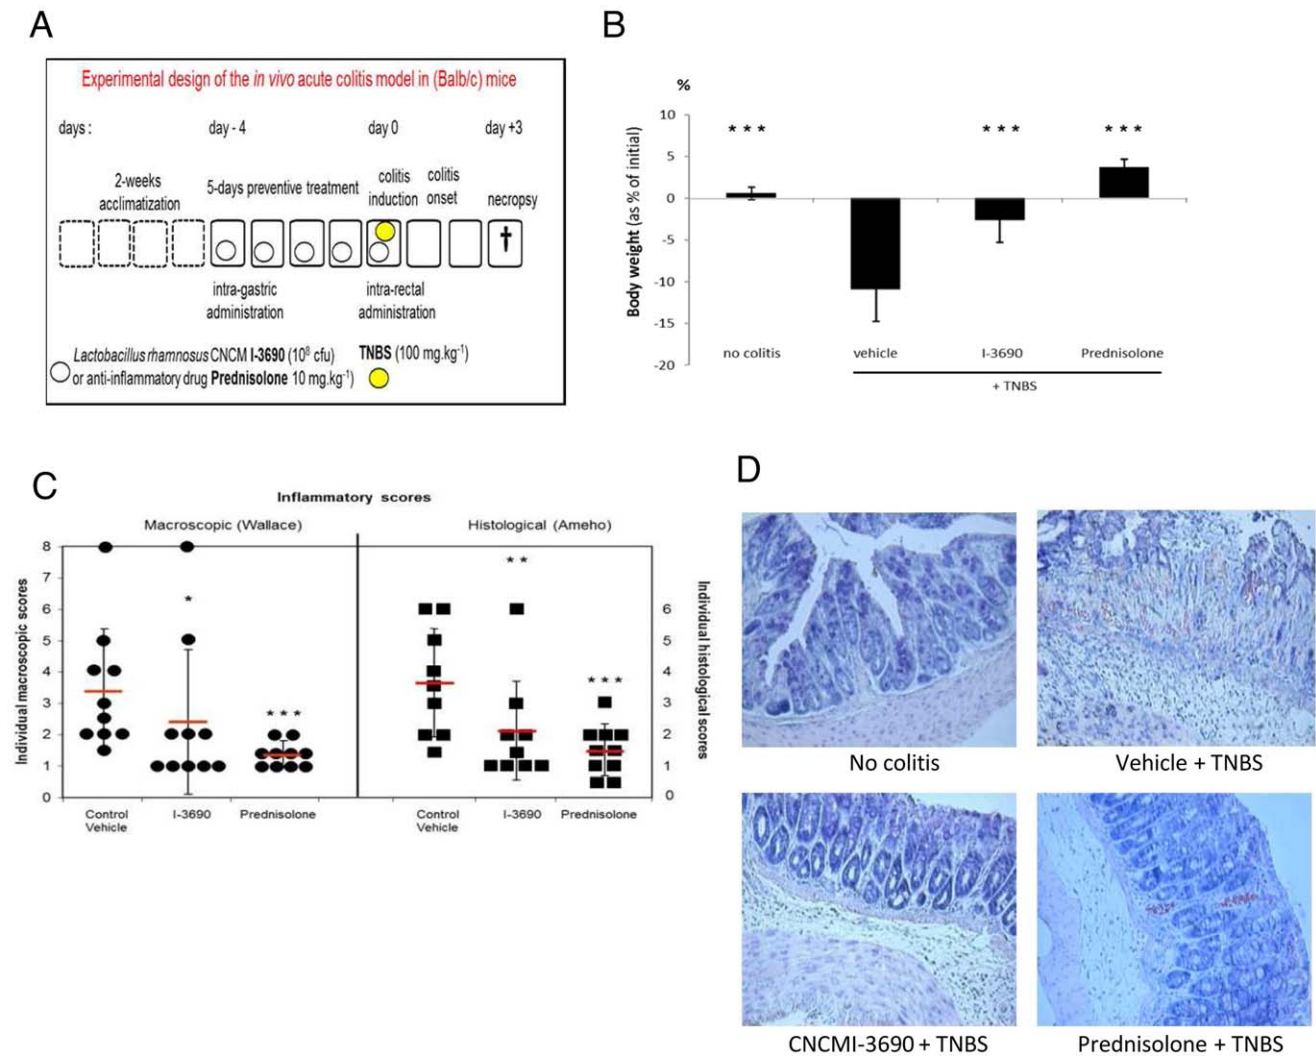 A
Experimental design of the in vivo acute colitis model in (Balb/c) mice
days :
day - 4
day 0
day +3
2-weeks
acclimatization
5-days preventive treatment
colitis
induction
colitis
onset
necropsy
intra-gastric
administration
intra-rectal
administration
Lactobacillus rhamnosus CNCM I-3690 (10⁸ cfu)
or anti-inflammatory drug Prednisolone 10 mg.kg⁻¹)
TNBS (100 mg.kg⁻¹)
B
%
Body weight (as % of initial)
10
5
0
-5
-10
-15
-20
* * *
* * *
* * *
no colitis
vehicle
I-3690
Prednisolone
+ TNBS
C
Inflammatory scores
Macroscopic (Wallace)
Histological (Ameho)
Individual macroscopic scores
8
7
6
5
4
3
2
1
0
*
* * *
* *
* * *
6
5
4
3
2
1
0
Individual histological scores
Control
Vehicle
I-3690
Prednisolone
Control
Vehicle
I-3690
Prednisolone
D
No colitis
Vehicle + TNBS
CNCMI-3690 + TNBS
Prednisolone + TNBS